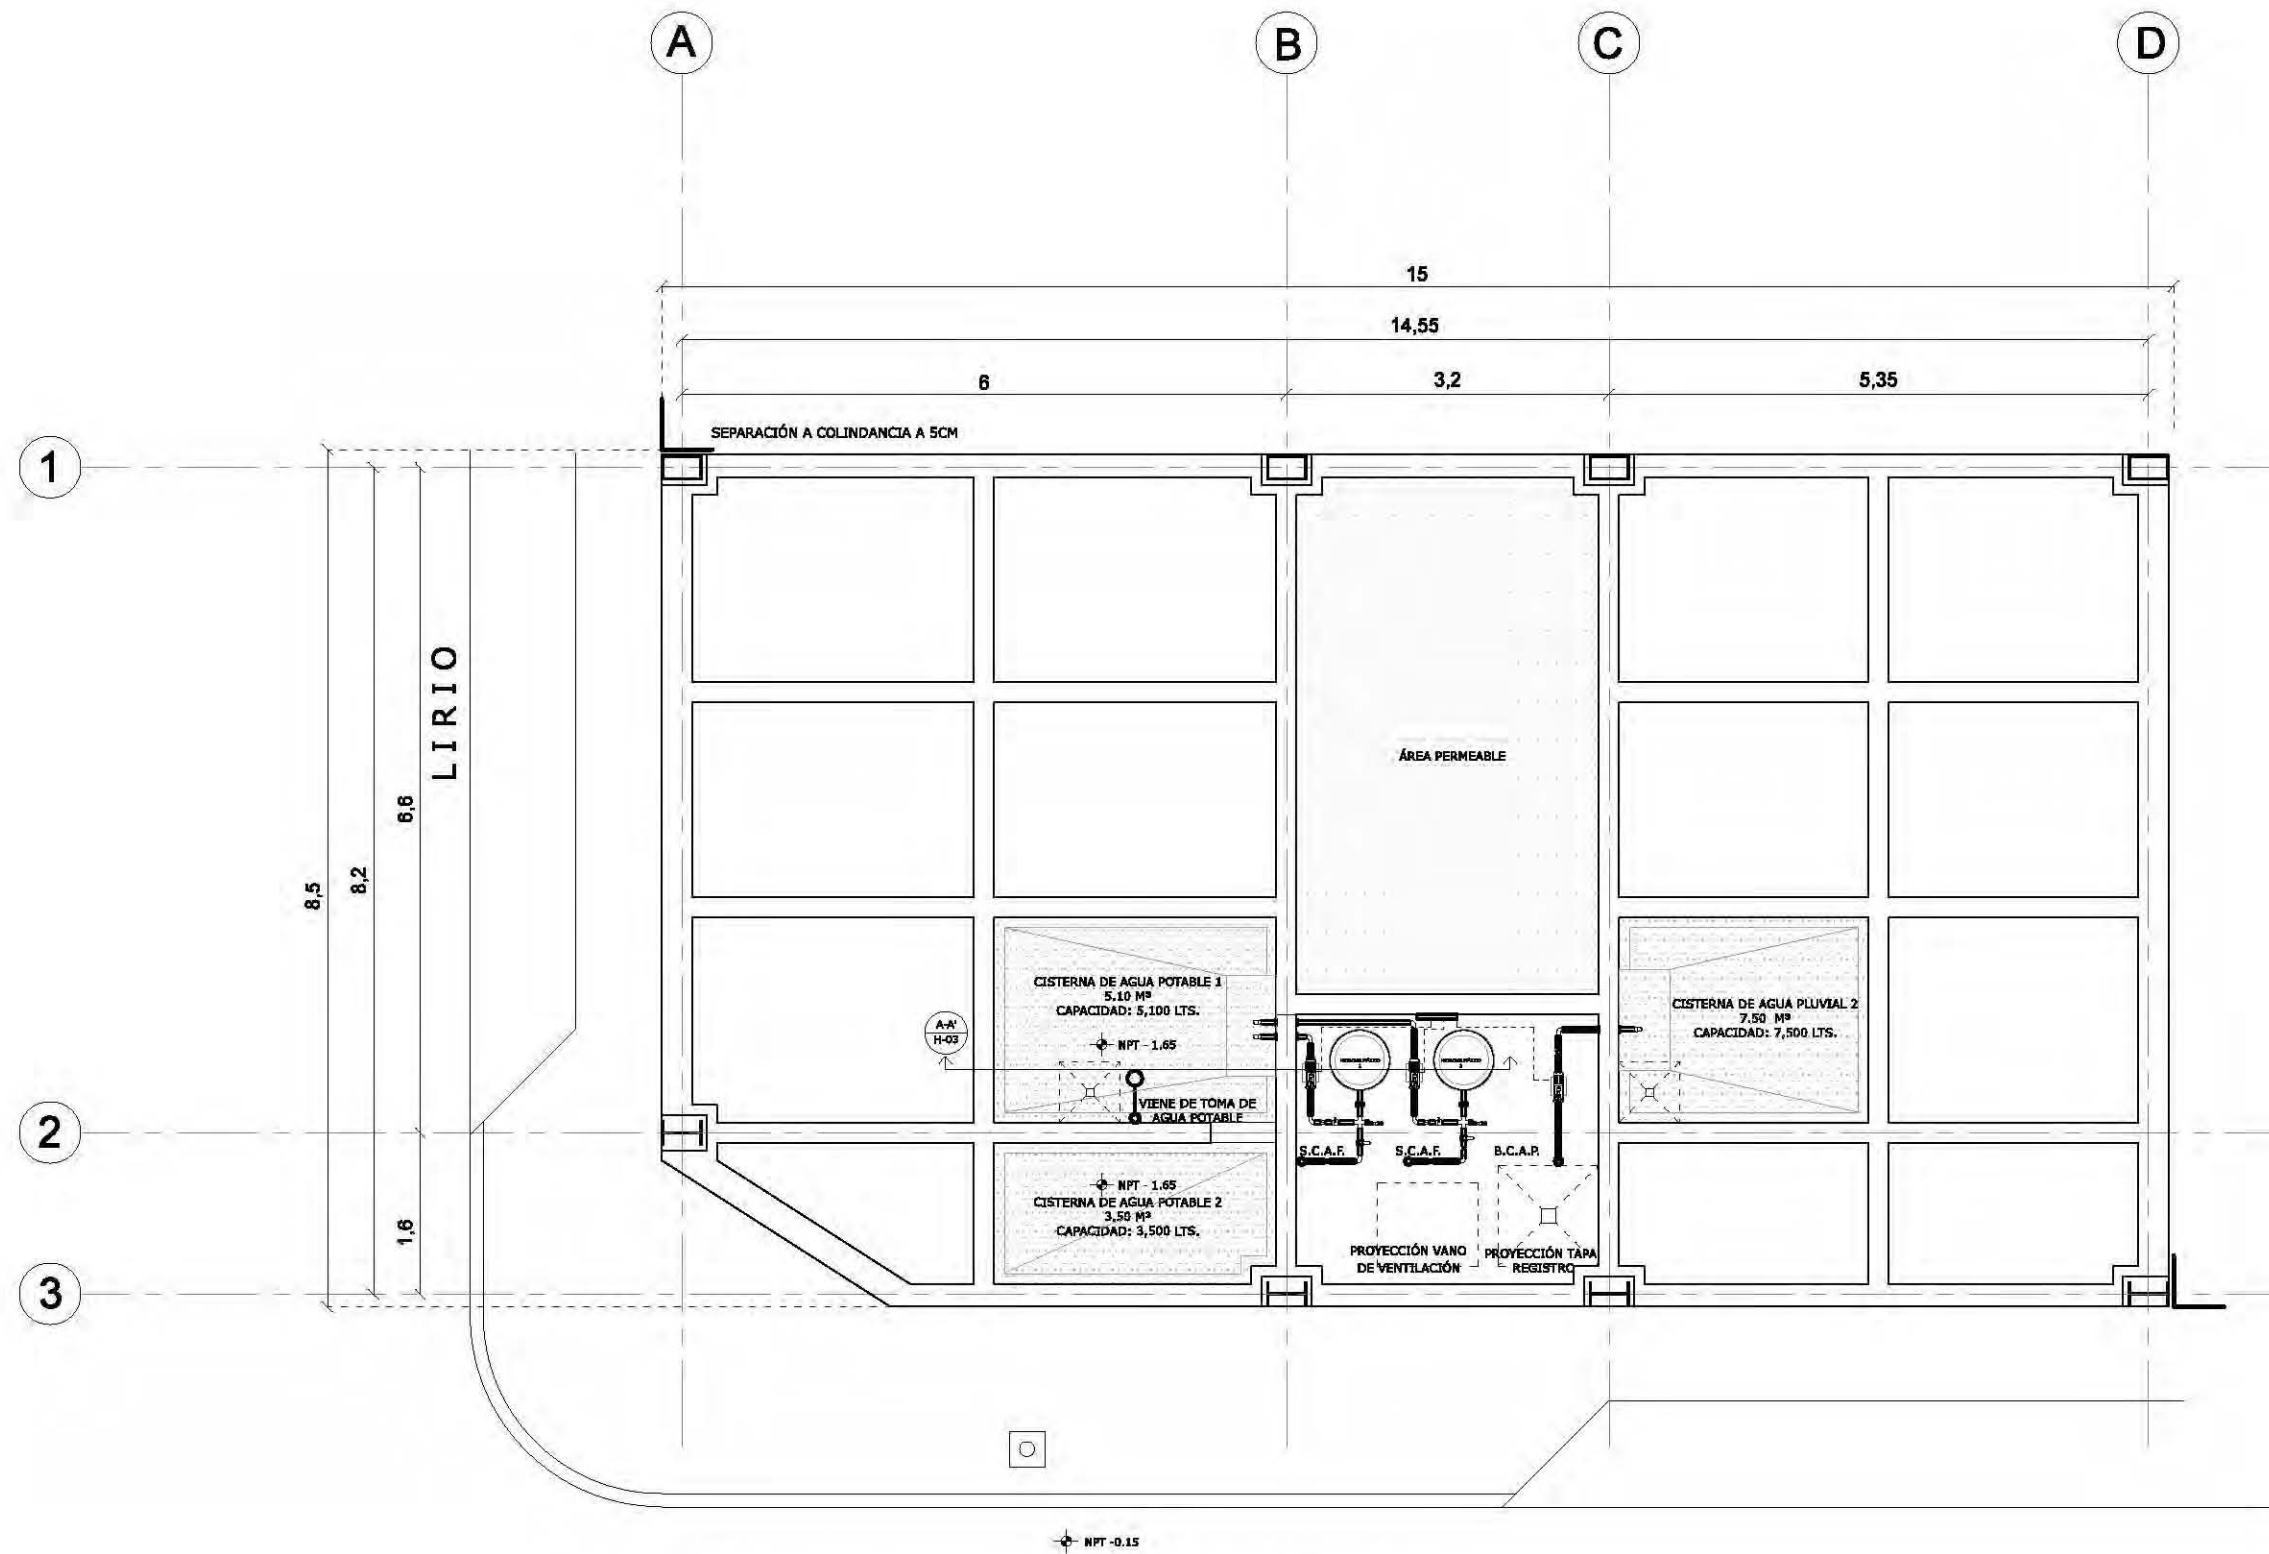 A
B
C
D
15
14,55
6
3,2
5,35
SEPARACIÓN A COLINDANCIA A 5CM
1
LIRIO
6,6
8,2
8,5
ÁREA PERMEABLE
CISTERNA DE AGUA POTABLE 1
5.10 M³
CAPACIDAD: 5,100 LTS.
NPT - 1.65
CISTERNA DE AGUA PLUVIAL 2
7.50 M³
CAPACIDAD: 7,500 LTS.
A-A'
H-03
VIENE DE TOMA DE
AGUA POTABLE
2
S.C.A.F.
S.C.A.F.
B.C.A.P.
NPT - 1.65
CISTERNA DE AGUA POTABLE 2
3,50 M³
CAPACIDAD: 3,500 LTS.
1,6
PROYECCIÓN VANO
DE VENTILACIÓN
PROYECCIÓN TAPA
REGISTRO
3
NPT -0.15